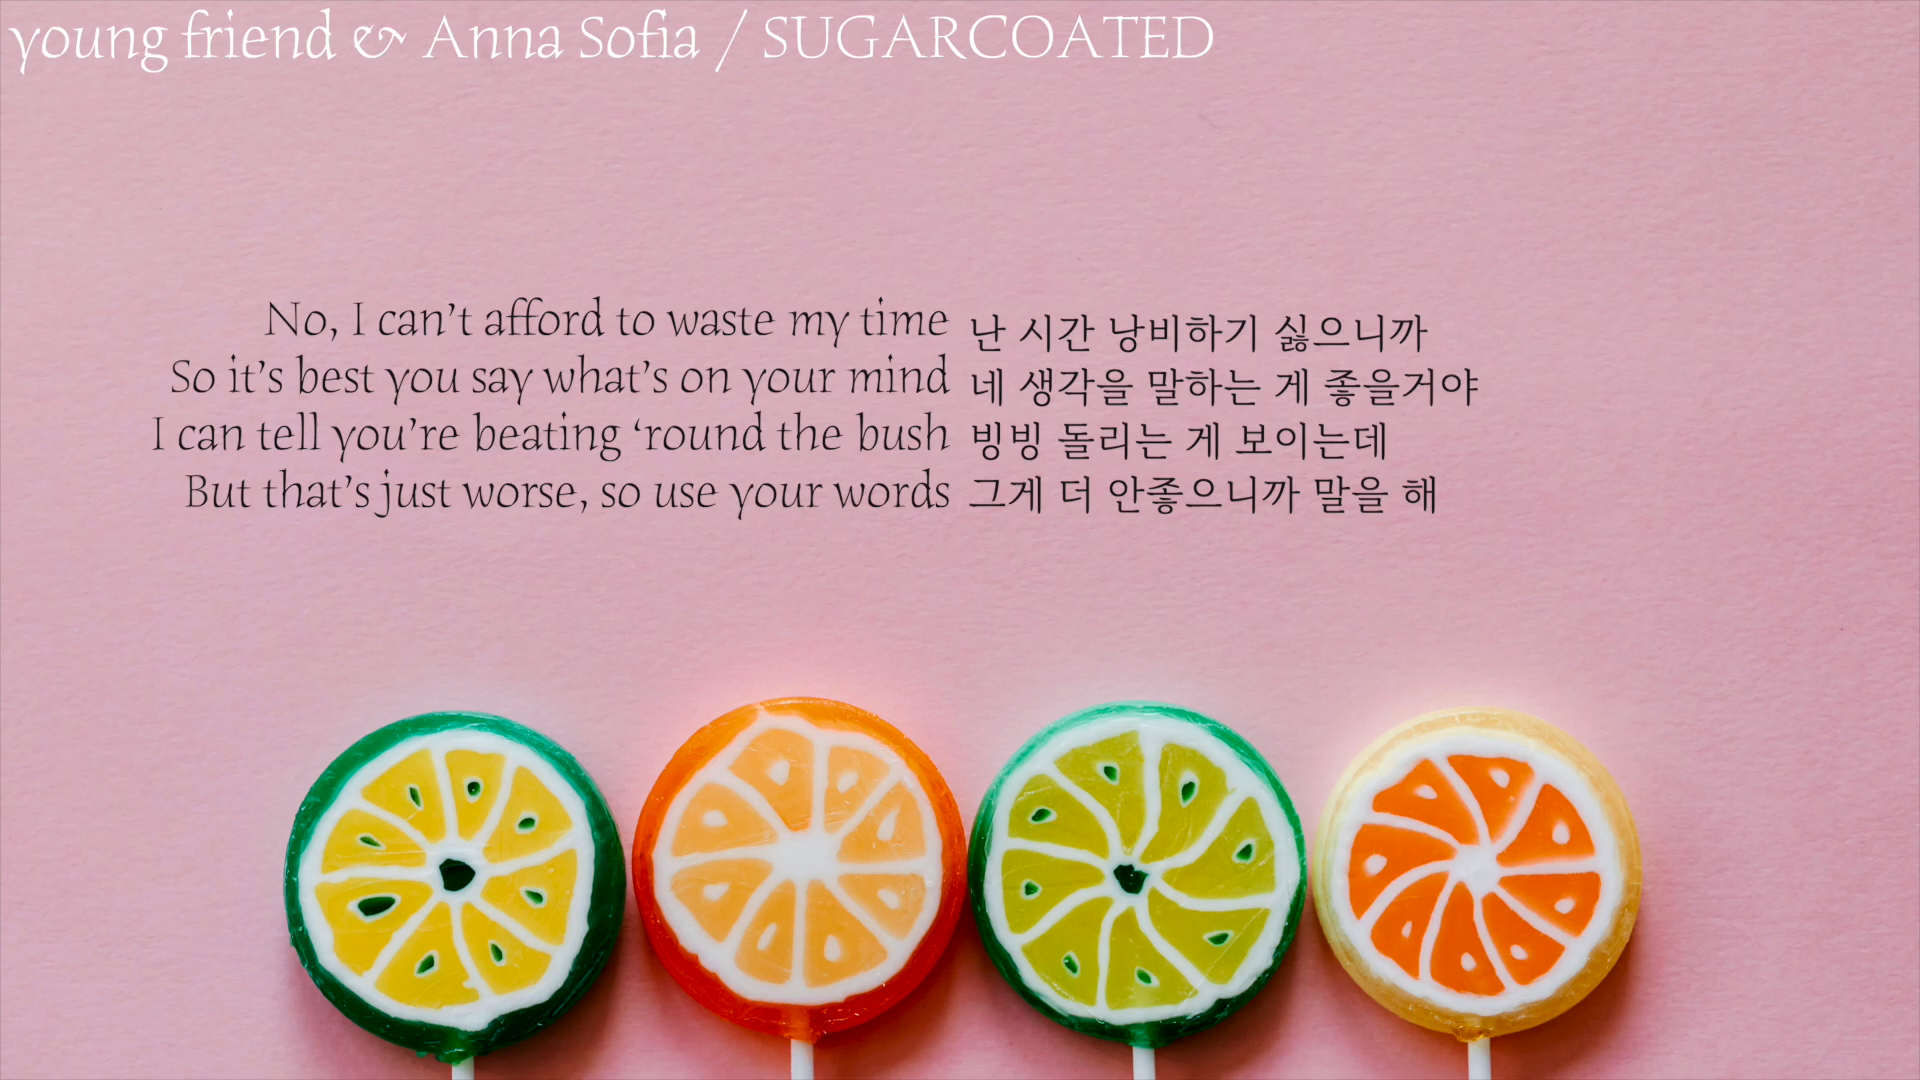 young friend & Anna Sofia / SUGARCOATED
No, I can’t afford to waste my time
난 시간 낭비하기 싫으니까
So it’s best you say what’s on your mind
네 생각을 말하는 게 좋을거야
I can tell you’re beating ‘round the bush
빙빙 돌리는 게 보이는데
But that’s just worse, so use your words
그게 더 안좋으니까 말을 해